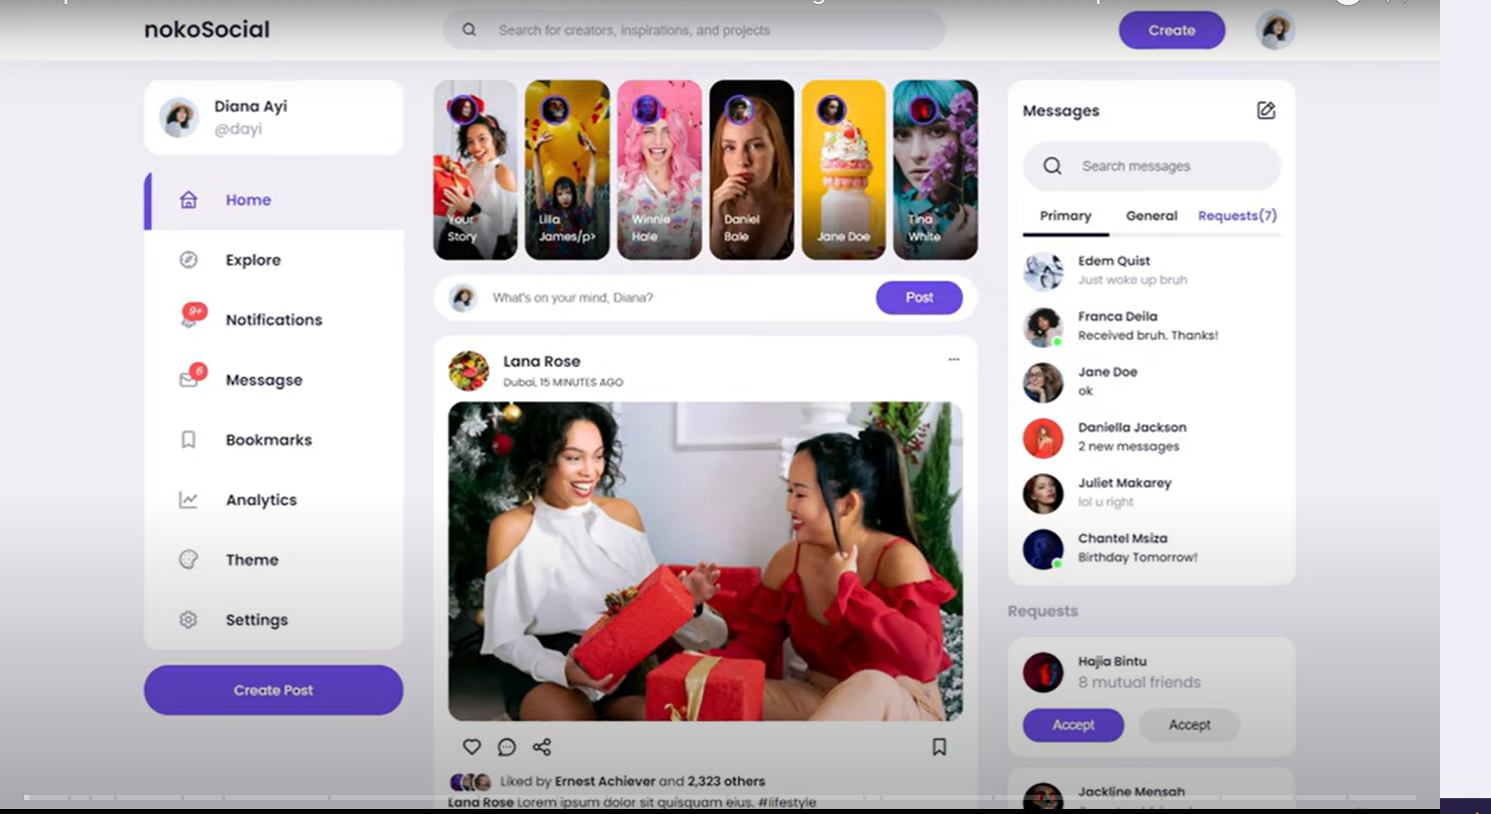 nokoSocial
Search for creators, inspirations, and projects
Create
Diana Ayi
@dayi
Home
Explore
9+
Notifications
6
Messagse
Bookmarks
Analytics
Theme
Settings
Create Post
Your
Story
Lilla
James/p>
Winnie
Hale
Daniel
Bale
Jane Doe
Tina
White
What's on your mind, Diana?
Post
Lana Rose
Dubai, 15 MINUTES AGO
Liked by Ernest Achiever and 2,323 others
Lana Rose Lorem ipsum dolor sit quisquam eius. #lifestyle
Messages
Search messages
Primary General Requests(7)
Edem Quist
Just woke up bruh
Franca Deila
Received bruh. Thanks!
Jane Doe
ok
Daniella Jackson
2 new messages
Juliet Makarey
lol u right
Chantel Msiza
Birthday Tomorrow!
Requests
Hajia Bintu
8 mutual friends
Accept Accept
Jackline Mensah